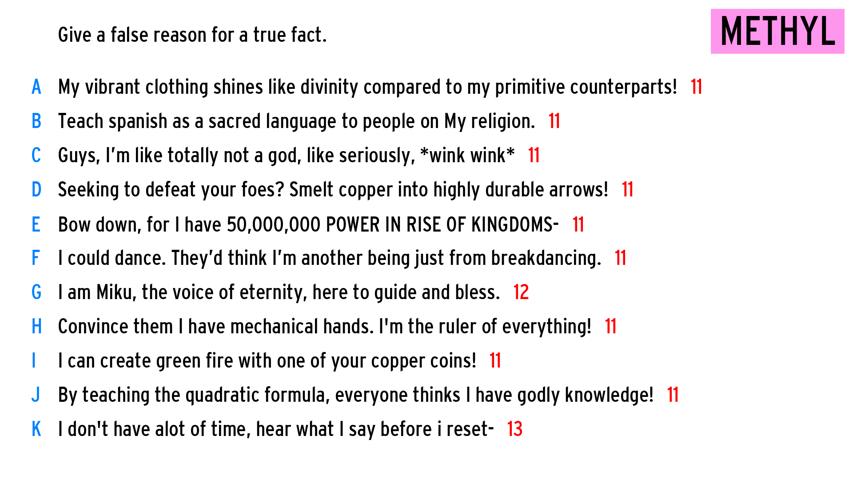 Give a false reason for a true fact.
METHYL
A My vibrant clothing shines like divinity compared to my primitive counterparts! 11
B Teach spanish as a sacred language to people on My religion. 11
C Guys, I'm like totally not a god, like seriously, *wink wink* 11
D Seeking to defeat your foes? Smelt copper into highly durable arrows! 11
E Bow down, for I have 50,000,000 POWER IN RISE OF KINGDOMS- 11
F I could dance. They'd think I'm another being just from breakdancing. 11
G I am Miku, the voice of eternity, here to guide and bless. 12
H Convince them I have mechanical hands. I'm the ruler of everything! 11
I I can create green fire with one of your copper coins! 11
J By teaching the quadratic formula, everyone thinks I have godly knowledge! 11
K I don't have alot of time, hear what I say before i reset- 13